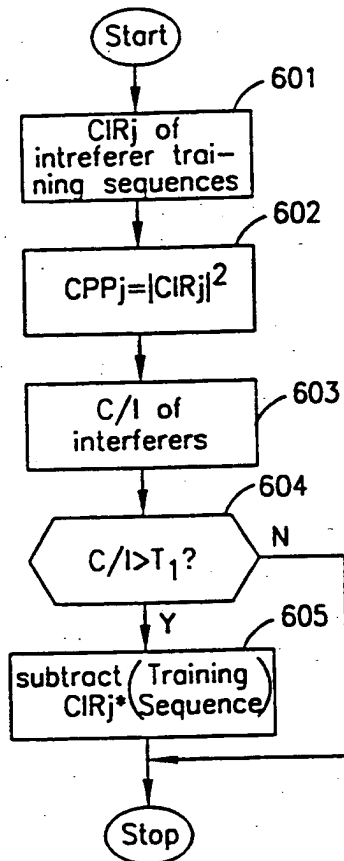 Start
601
CIRj of
intreferer trai-
ning sequences
602
CPPj=|CIRj|²
603
C/I of
interferers
604
C/I>T₁?
N
Y
605
subtract (Training
CIRj* Sequence)
Stop